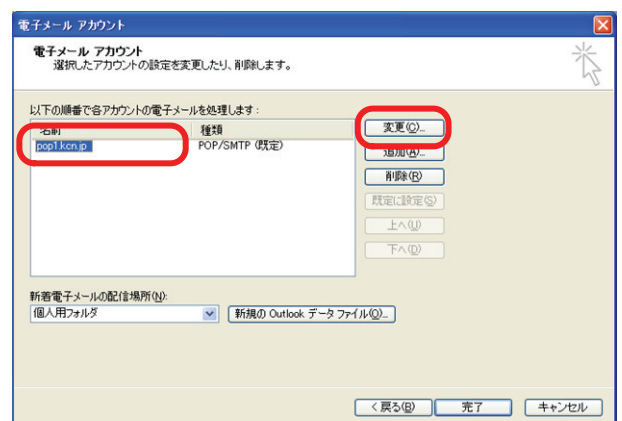 電子メール アカウント
電子メール アカウント
選択したアカウントの設定を変更したり、削除します。
以下の順番で各アカウントの電子メールを処理します:
名前 種類
pop1.kcn.jp POP/SMTP (既定)
変更(C)...
追加(A)...
削除(R)
既定に設定(S)
上へ(U)
下へ(D)
新着電子メールの配信場所(N):
個人用フォルダ 新規の Outlook データ ファイル(O)...
< 戻る(B) 完了 キャンセル